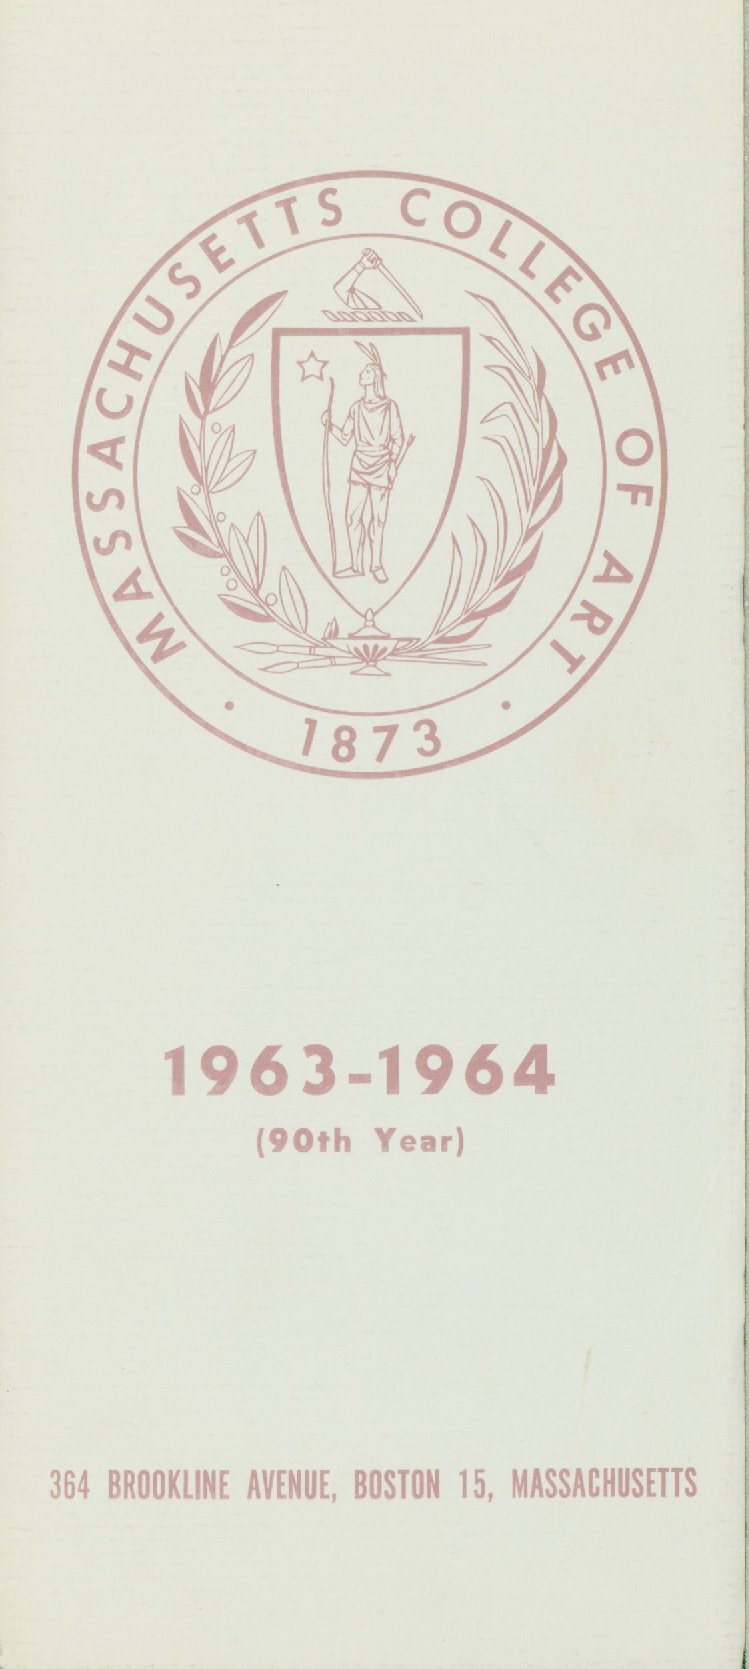 MASSACHUSETTS COLLEGE OF ART
· 1873 ·
1963-1964
(90th Year)
364 BROOKLINE AVENUE, BOSTON 15, MASSACHUSETTS